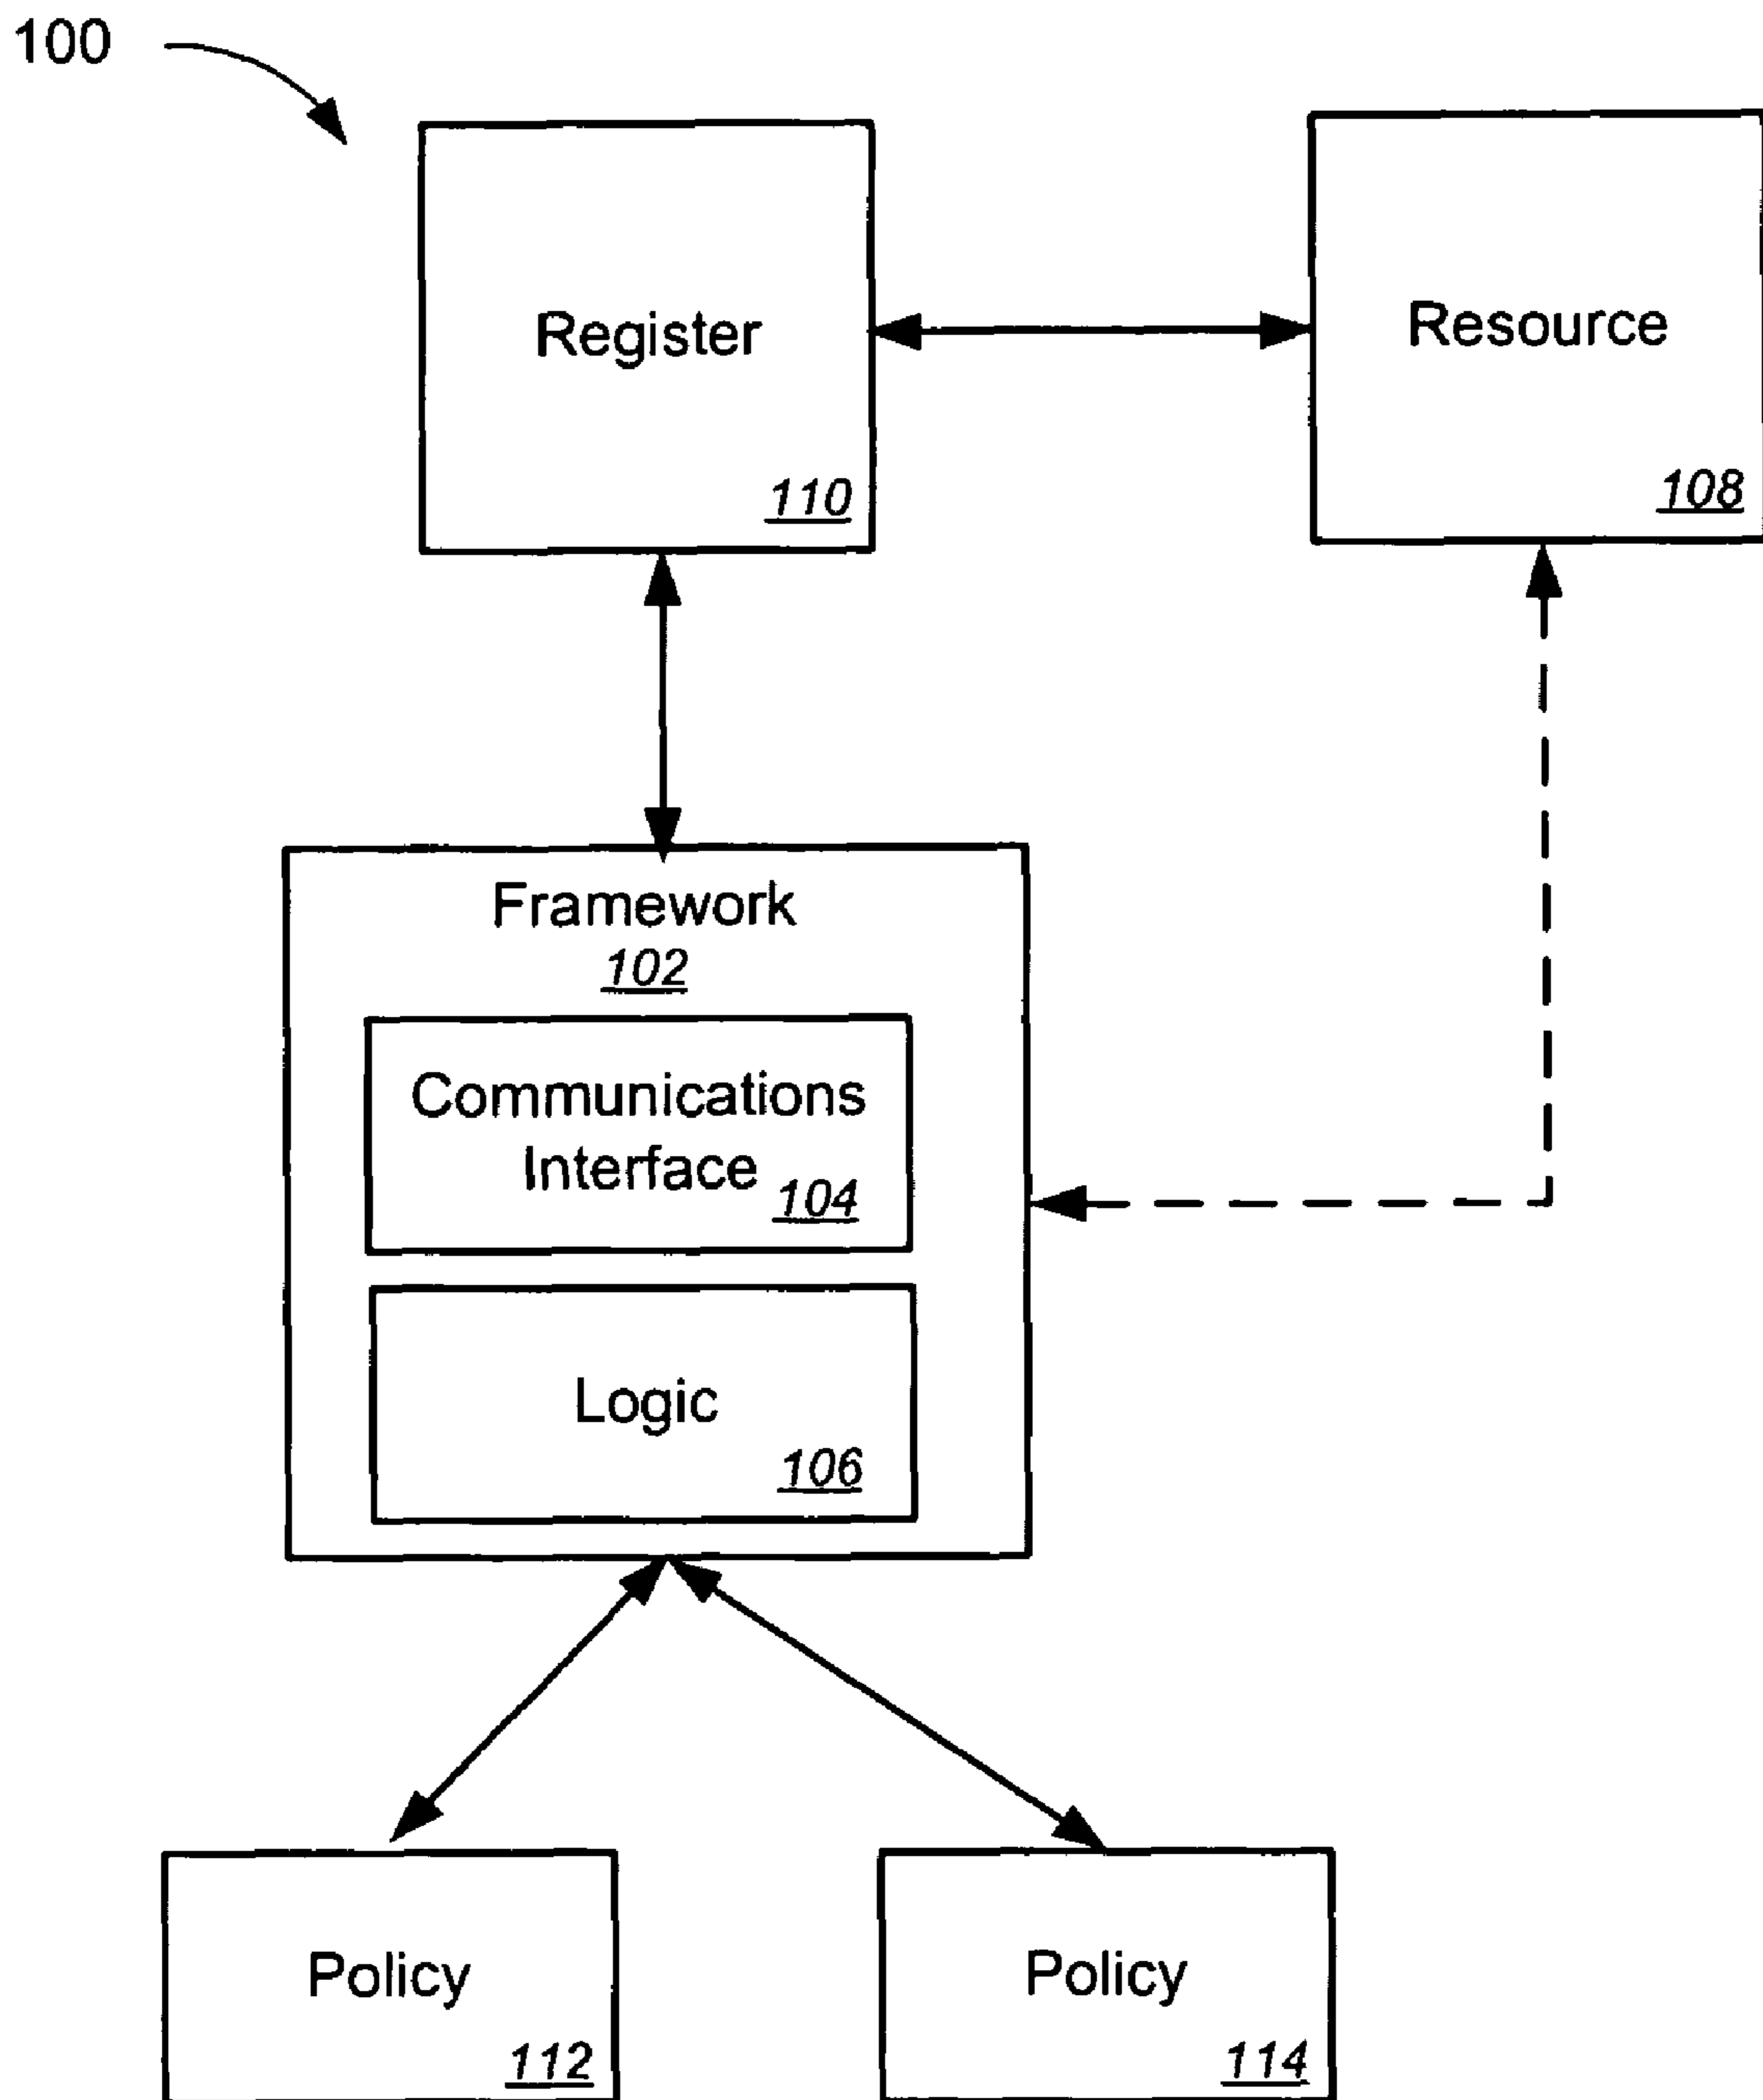 100
Register
110
Resource
108
Framework
102
Communications
Interface 104
Logic
106
Policy
112
Policy
114